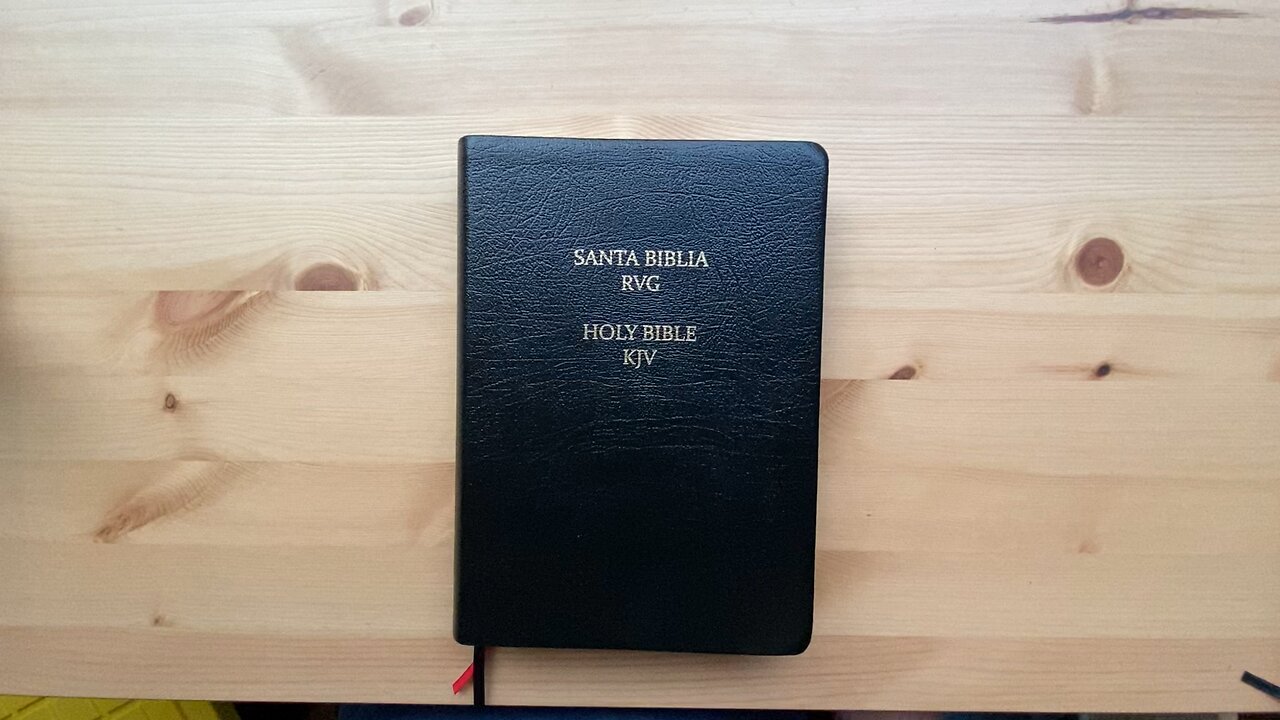 SANTA BIBLIA
RVG
HOLY BIBLE
KJV